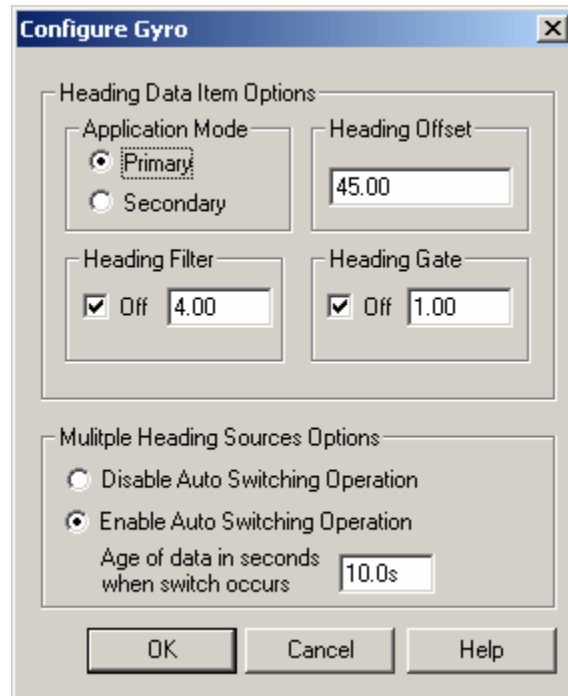 Configure Gyro
Heading Data Item Options
Application Mode
Primary
Secondary
Heading Offset
45.00
Heading Filter
Off 4.00
Heading Gate
Off 1.00
Mulitple Heading Sources Options
Disable Auto Switching Operation
Enable Auto Switching Operation
Age of data in seconds
when switch occurs
10.0s
OK
Cancel
Help